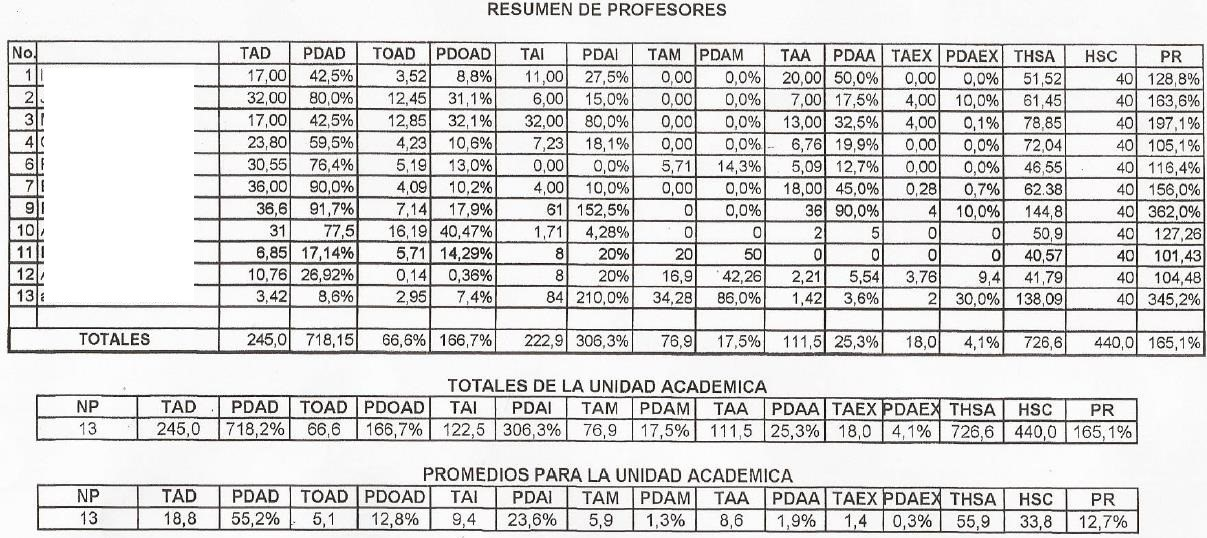 RESUMEN DE PROFESORES
No. TAD PDAD TOAD PDOAD TAI PDAI TAM PDAM TAA PDAA TAEX PDAEX THSA HSC PR
1 17,00 42,5% 3,52 8,8% 11,00 27,5% 0,00 0,0% 20,00 50,0% 0,00 0,0% 51,52 40 128,8%
2 32,00 80,0% 12,45 31,1% 6,00 15,0% 0,00 0,0% 7,00 17,5% 4,00 10,0% 61,45 40 163,6%
3 17,00 42,5% 12,85 32,1% 32,00 80,0% 0,00 0,0% 13,00 32,5% 4,00 0,1% 78,85 40 197,1%
4 23,80 59,5% 4,23 10,6% 7,23 18,1% 0,00 0,0% 6,76 19,9% 0,00 0,0% 72,04 40 105,1%
6 30,55 76,4% 5,19 13,0% 0,00 0,0% 5,71 14,3% 5,09 12,7% 0,00 0,0% 46,55 40 116,4%
7 36,00 90,0% 4,09 10,2% 4,00 10,0% 0,00 0,0% 18,00 45,0% 0,28 0,7% 62.38 40 156,0%
9 36,6 91,7% 7,14 17,9% 61 152,5% 0 0,0% 36 90,0% 4 10,0% 144,8 40 362,0%
10 31 77,5 16,19 40,47% 1,71 4,28% 0 0 2 5 0 0 50,9 40 127,26
11 6,85 17,14% 5,71 14,29% 8 20% 20 50 0 0 0 0 40,57 40 101,43
12 10,76 26,92% 0,14 0,36% 8 20% 16,9 42,26 2,21 5,54 3,76 9,4 41,79 40 104,48
13 3,42 8,6% 2,95 7,4% 84 210,0% 34,28 86,0% 1,42 3,6% 2 30,0% 138,09 40 345,2%
TOTALES 245,0 718,15 66,6% 166,7% 222,9 306,3% 76,9 17,5% 111,5 25,3% 18,0 4,1% 726,6 440,0 165,1%
TOTALES DE LA UNIDAD ACADEMICA
NP TAD PDAD TOAD PDOAD TAI PDAI TAM PDAM TAA PDAA TAEX PDAEX THSA HSC PR
13 245,0 718,2% 66,6 166,7% 122,5 306,3% 76,9 17,5% 111,5 25,3% 18,0 4,1% 726,6 440,0 165,1%
PROMEDIOS PARA LA UNIDAD ACADEMICA
NP TAD PDAD TOAD PDOAD TAI PDAI TAM PDAM TAA PDAA TAEX PDAEX THSA HSC PR
13 18,8 55,2% 5,1 12,8% 9,4 23,6% 5,9 1,3% 8,6 1,9% 1,4 0,3% 55,9 33,8 12,7%